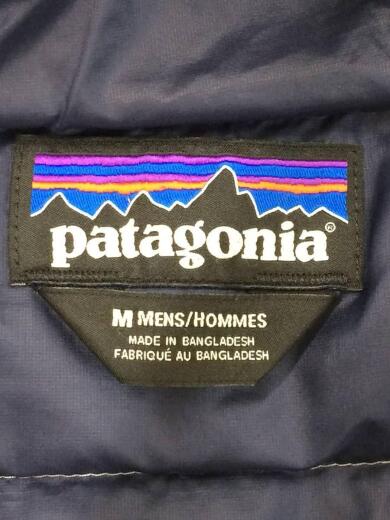 patagonia®
M MENS/HOMMES
MADE IN BANGLADESH
FABRIQUÉ AU BANGLADESH